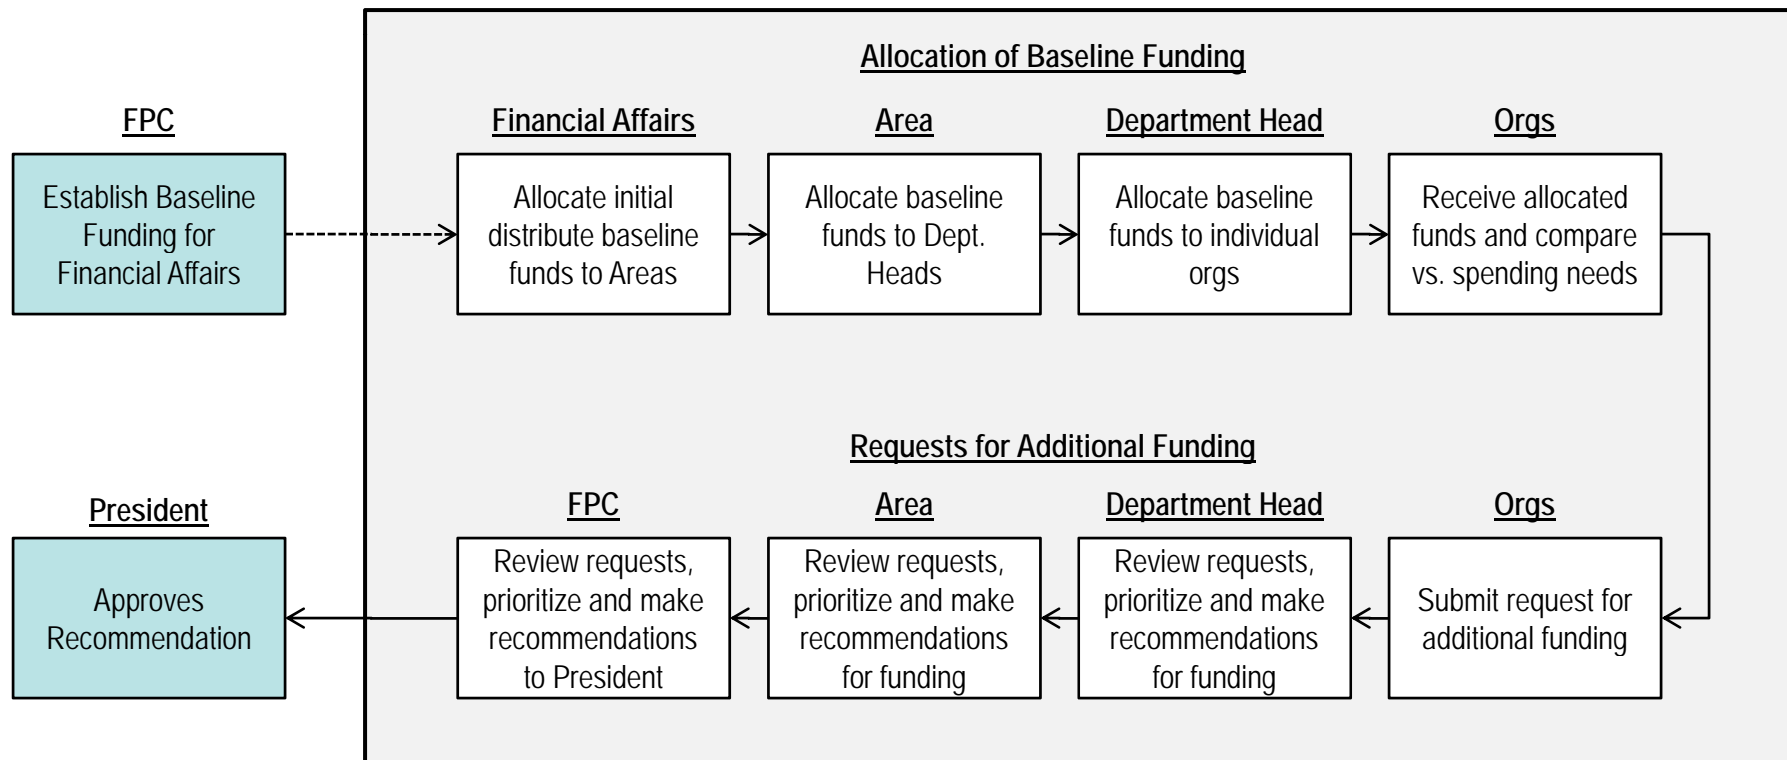 Allocation of Baseline Funding
FPC
Establish Baseline
Funding for
Financial Affairs
Financial Affairs
Allocate initial
distribute baseline
funds to Areas
Area
Allocate baseline
funds to Dept.
Heads
Department Head
Allocate baseline
funds to individual
orgs
Orgs
Receive allocated
funds and compare
vs. spending needs
Requests for Additional Funding
President
Approves
Recommendation
FPC
Review requests,
prioritize and make
recommendations
to President
Area
Review requests,
prioritize and make
recommendations
for funding
Department Head
Review requests,
prioritize and make
recommendations
for funding
Orgs
Submit request for
additional funding